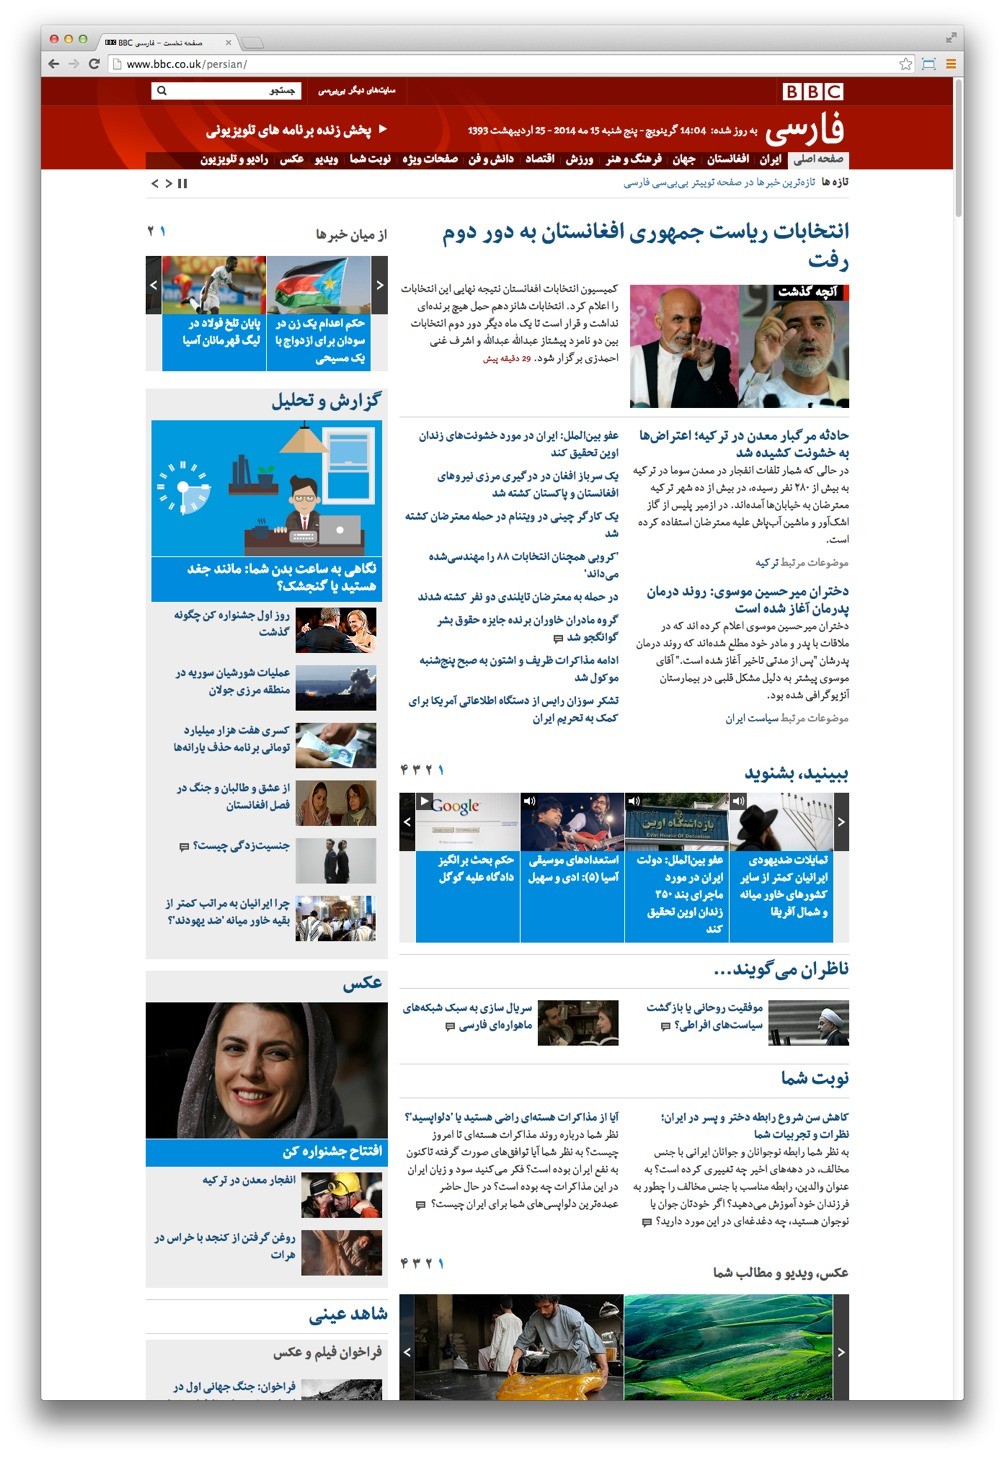 صفحه نخست - فارسی BBC
www.bbc.co.uk/persian/
BBC
سایت‌های دیگر بی‌بی‌سی
جستجو
فارسی
به روز شده: 14:04 گرینویچ - پنج شنبه 15 مه 2014 - 25 اردیبهشت 1393
پخش زنده برنامه های تلویزیونی
صفحه اصلی
ایران
افغانستان
جهان
فرهنگ و هنر
ورزش
اقتصاد
دانش و فن
صفحات ویژه
نوبت شما
ویدیو
عکس
رادیو و تلویزیون
تازه ها تازه‌ترین خبرها در صفحه توییتر بی‌بی‌سی فارسی
انتخابات ریاست جمهوری افغانستان به دور دوم
رفت
آنچه گذشت
کمیسیون انتخابات افغانستان نتیجه نهایی این انتخابات
را اعلام کرد. انتخابات شانزدهم حمل هیچ برنده‌ای
نداشت و قرار است تا یک ماه دیگر دور دوم انتخابات
بین دو نامزد پیشتاز عبدالله عبدالله و اشرف غنی
احمدزی برگزار شود. 29 دقیقه پیش
حادثه مرگبار معدن در ترکیه؛ اعتراض‌ها
به خشونت کشیده شد
در حالی که شمار تلفات انفجار در معدن سوما در ترکیه
به بیش از ۲۸۰ نفر رسیده، در بیش از ده شهر ترکیه
معترضان به خیابان‌ها آمده‌اند. در ازمیر پلیس از گاز
اشک‌آور و ماشین آب‌پاش علیه معترضان استفاده کرده
است.
موضوعات مرتبط ترکیه
دختران میرحسین موسوی: روند درمان
پدرمان آغاز شده است
دختران میرحسین موسوی اعلام کرده اند که در
ملاقات با پدر و مادر خود مطلع شده‌اند که روند درمان
پدرشان "پس از مدتی تاخیر آغاز شده است." آقای
موسوی پیشتر به دلیل مشکل قلبی در بیمارستان
آنژیوگرافی شده بود.
موضوعات مرتبط سیاست ایران
عفو بین‌الملل: ایران در مورد خشونت‌های زندان
اوین تحقیق کند
یک سرباز افغان در درگیری مرزی نیروهای
افغانستان و پاکستان کشته شد
یک کارگر چینی در ویتنام در حمله معترضان کشته
شد
'کروبی همچنان انتخابات ۸۸ را مهندسی‌شده
می‌داند'
در حمله به معترضان تایلندی دو نفر کشته شدند
گروه مادران خاوران برنده جایزه حقوق بشر
گوانگجو شد
ادامه مذاکرات ظریف و اشتون به صبح پنج‌شنبه
موکول شد
تشکر سوزان رایس از دستگاه اطلاعاتی آمریکا برای
کمک به تحریم ایران
ببینید، بشنوید
۱ ۲ ۳ ۴
بازداشتگاه اوین
Evin House of Detention
Google
تمایلات ضدیهودی
ایرانیان کمتر از سایر
کشورهای خاور میانه
و شمال آفریقا
عفو بین‌الملل: دولت
ایران در مورد
ماجرای بند ۳۵۰
زندان اوین تحقیق
کند
استعدادهای موسیقی
آسیا (۵): ادی و سهیل
حکم بحث برانگیز
دادگاه علیه گوگل
ناظران می‌گویند...
موفقیت روحانی یا بازگشت
سیاست‌های افراطی؟
سریال سازی به سبک شبکه‌های
ماهواره‌ای فارسی
نوبت شما
کاهش سن شروع رابطه دختر و پسر در ایران؛
نظرات و تجربیات شما
به نظر شما رابطه نوجوانان و جوانان ایرانی با جنس
مخالف، در دهه‌های اخیر چه تغییری کرده است؟ به
عنوان والدین، رابطه مناسب با جنس مخالف را چطور به
فرزندان خود آموزش می‌دهید؟ اگر خودتان جوان یا
نوجوان هستید، چه دغدغه‌ای در این مورد دارید؟
آیا از مذاکرات هسته‌ای راضی هستید یا 'دلواپسید'؟
نظر شما درباره روند مذاکرات هسته‌ای تا امروز
چیست؟ به نظر شما آیا توافق‌های صورت گرفته تاکنون
به نفع ایران بوده است؟ فکر می‌کنید سود و زیان ایران
در این مذاکرات چه بوده است؟ در حال حاضر
عمده‌ترین دلواپسی‌های شما برای ایران چیست؟
عکس، ویدیو و مطالب شما
۱ ۲ ۳ ۴
از میان خبرها
۱ ۲
حکم اعدام یک زن در
سودان برای ازدواج با
یک مسیحی
پایان تلخ فولاد در
لیگ قهرمانان آسیا
گزارش و تحلیل
نگاهی به ساعت بدن شما: مانند جغد
هستید یا گنجشک؟
روز اول جشنواره کن چگونه
گذشت
عملیات شورشیان سوریه در
منطقه مرزی جولان
کسری هفت هزار میلیارد
تومانی برنامه حذف یارانه‌ها
از عشق و طالبان و جنگ در
فصل افغانستان
جنسیت‌زدگی چیست؟
چرا ایرانیان به مراتب کمتر از
بقیه خاور میانه 'ضد یهودند'؟
عکس
افتتاح جشنواره کن
انفجار معدن در ترکیه
روغن گرفتن از کنجد با خراس در
هرات
شاهد عینی
فراخوان فیلم و عکس
فراخوان: جنگ جهانی اول در